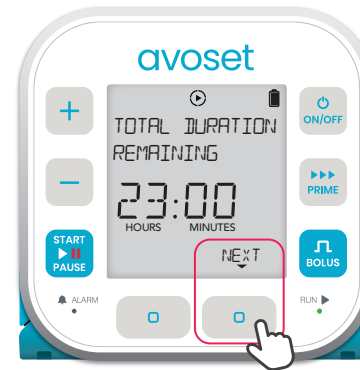 avoset
ON/OFF
TOTAL DURATION
REMAINING
PRIME
23:00
HOURS MINUTES
START
PAUSE
NEXT
BOLUS
ALARM
RUN